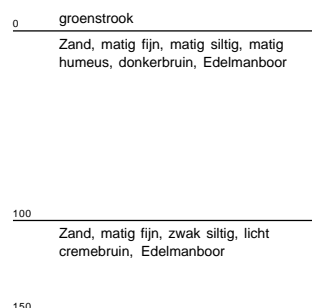 groenstrook
0
Zand, matig fijn, matig siltig, matig
humeus, donkerbruin, Edelmanboor
100
Zand, matig fijn, zwak siltig, licht
cremebruin, Edelmanboor
150